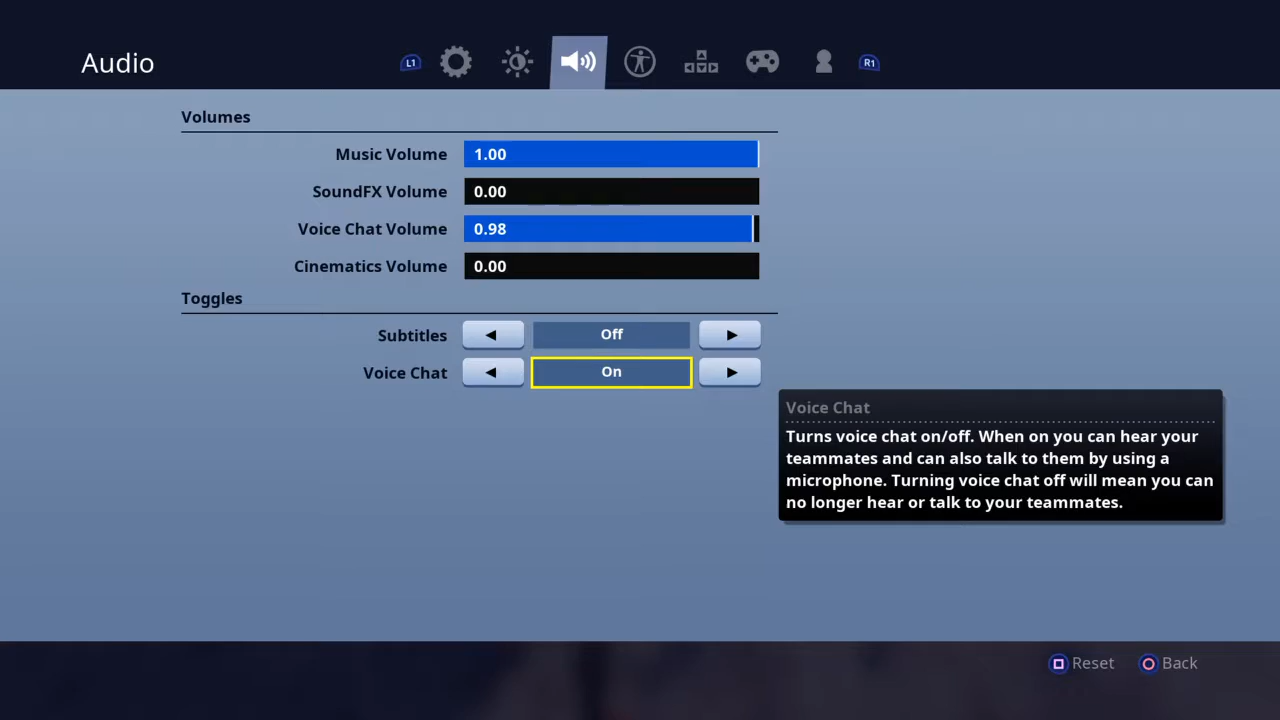 Audio
L1
R1
Volumes
Music Volume 1.00
SoundFX Volume 0.00
Voice Chat Volume 0.98
Cinematics Volume 0.00
Toggles
Subtitles Off
Voice Chat On
Voice Chat
Turns voice chat on/off. When on you can hear your
teammates and can also talk to them by using a
microphone. Turning voice chat off will mean you can
no longer hear or talk to your teammates.
Reset Back